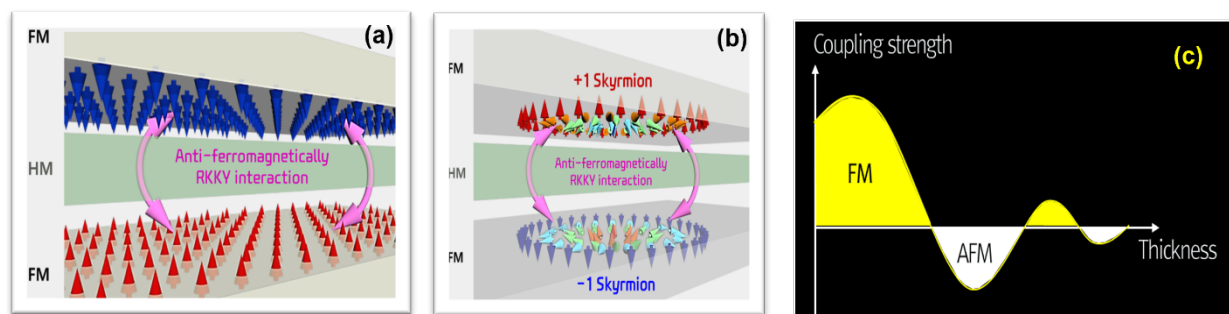 FM
(a)
Anti-ferromagnetically
RKKY interaction
HM
FM
FM
(b)
+1 Skyrmion
Anti-ferromagnetically
RKKY interaction
HM
FM
-1 Skyrmion
Coupling strength
(c)
FM
AFM
Thickness